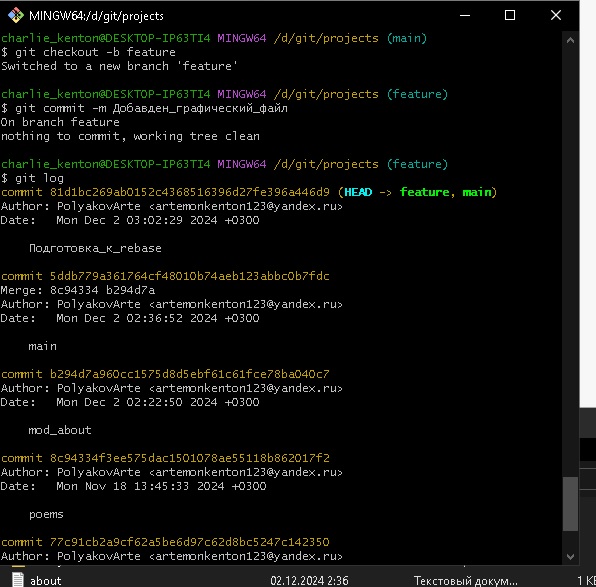 MINGW64:/d/git/projects
charlie_kenton@DESKTOP-IP63TI4 MINGW64 /d/git/projects (main)
$ git checkout -b feature
Switched to a new branch 'feature'
charlie_kenton@DESKTOP-IP63TI4 MINGW64 /d/git/projects (feature)
$ git commit -m Добавден_графический_файл
On branch feature
nothing to commit, working tree clean
charlie_kenton@DESKTOP-IP63TI4 MINGW64 /d/git/projects (feature)
$ git log
commit 81d1bc269ab0152c4368516396d27fe396a446d9 (HEAD -> feature, main)
Author: PolyakovArte <artemonkenton123@yandex.ru>
Date:   Mon Dec 2 03:02:29 2024 +0300
Подготовка_к_rebase
commit 5ddb779a361764cf48010b74aeb123abbc0b7fdc
Merge: 8c94334 b294d7a
Author: PolyakovArte <artemonkenton123@yandex.ru>
Date:   Mon Dec 2 02:36:52 2024 +0300
main
commit b294d7a960cc1575d8d5ebf61c61fce78ba040c7
Author: PolyakovArte <artemonkenton123@yandex.ru>
Date:   Mon Dec 2 02:22:50 2024 +0300
mod_about
commit 8c94334f3ee575dac1501078ae55118b862017f2
Author: PolyakovArte <artemonkenton123@yandex.ru>
Date:   Mon Nov 18 13:45:33 2024 +0300
poems
commit 77c91cb2a9cf62a5be6d97c62d8bc5247c142350
Author: PolyakovArte <artemonkenton123@yandex.ru>
about 02.12.2024 2:36 Текстовый докум... 1 КБ